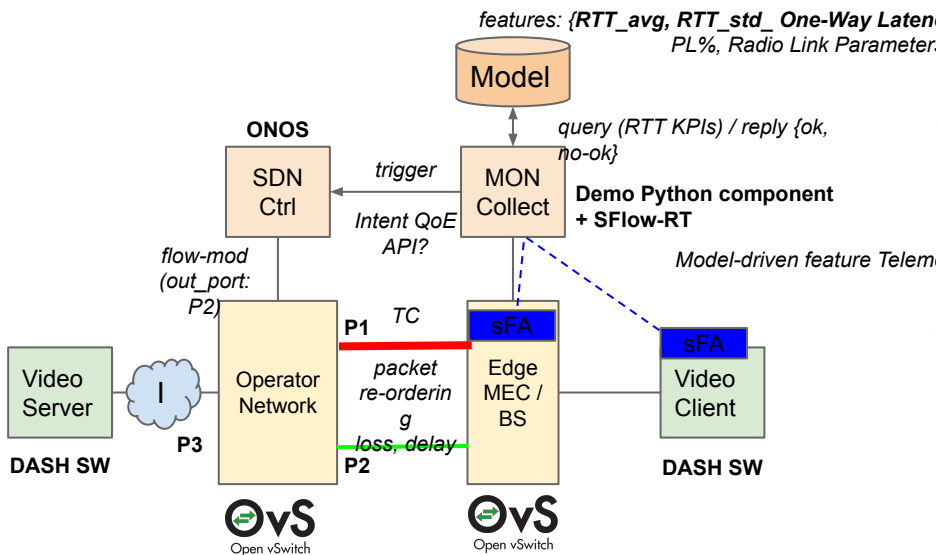 features: {RTT_avg, RTT_std_ One-Way Latenc
PL%, Radio Link Parameters
Model
ONOS
query (RTT KPIs) / reply {ok,
no-ok}
SDN
Ctrl
trigger
MON
Collect
Demo Python component
+ SFlow-RT
Intent QoE
API?
flow-mod
(out_port:
P2)
Model-driven feature Teleme
P1
TC
sFA
sFA
Video
Server
I
Operator
Network
packet
re-orderin
g
loss, delay
Edge
MEC /
BS
Video
Client
P3
P2
DASH SW
DASH SW
OvS
Open vSwitch
OvS
Open vSwitch